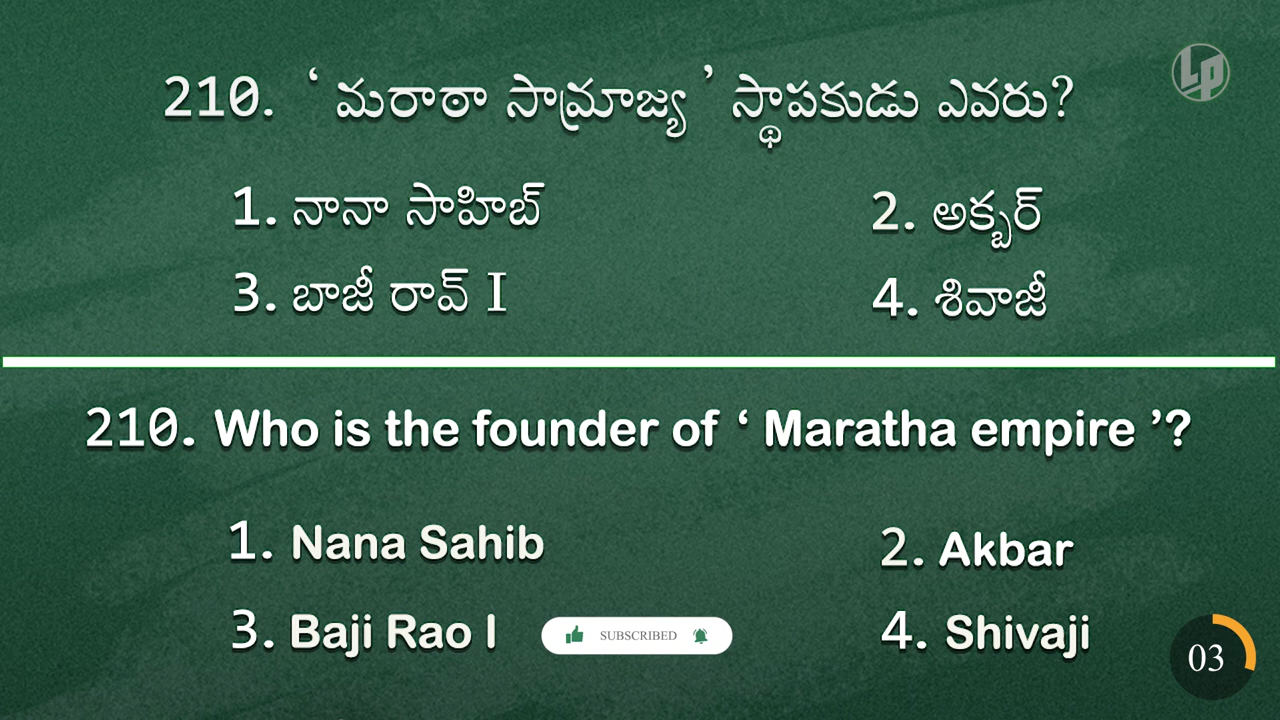 210. ‘ మరాఠా సామ్రాజ్య ’ స్థాపకుడు ఎవరు?
LP
1. నానా సాహిబ్ 2. అక్బర్
3. బాజీ రావ్ I 4. శివాజీ
210. Who is the founder of ‘ Maratha empire ’?
1. Nana Sahib 2. Akbar
3. Baji Rao I 4. Shivaji
SUBSCRIBED
03